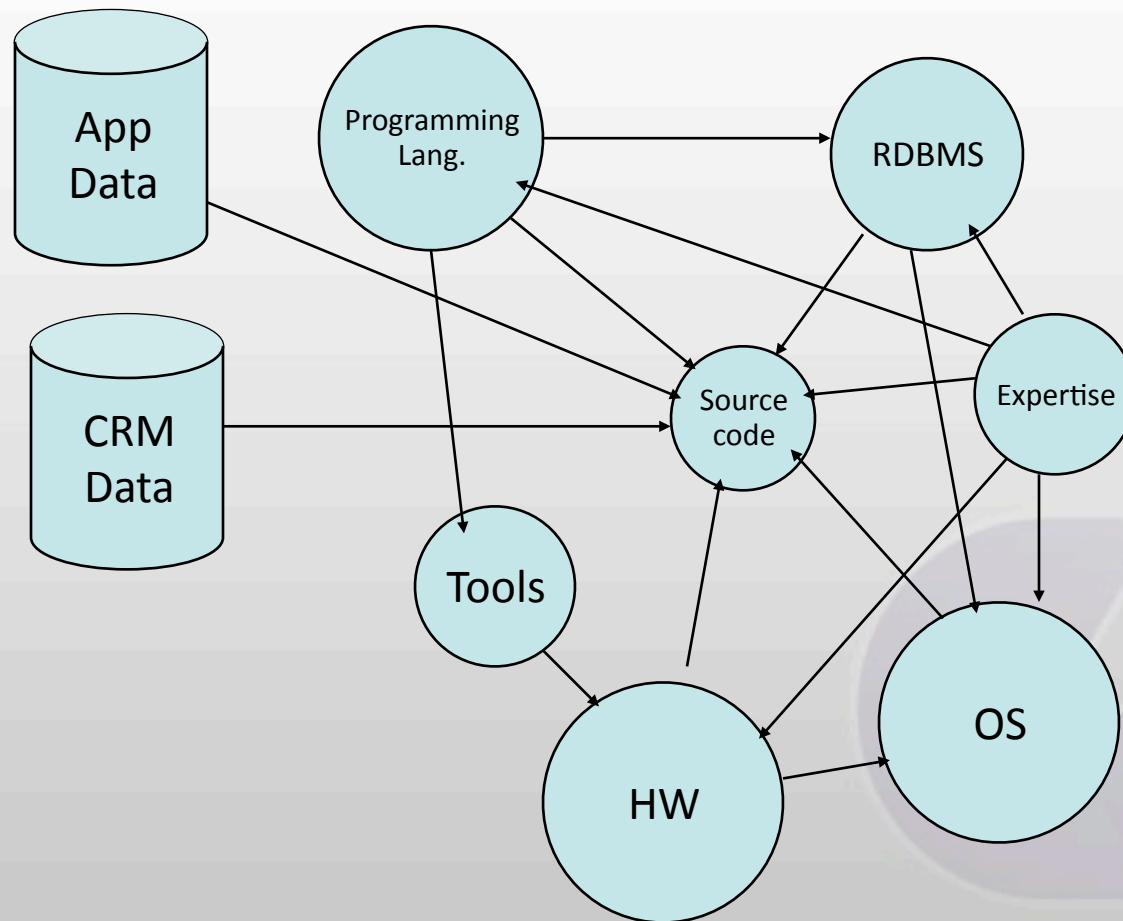 App
Data
Programming
Lang.
RDBMS
CRM
Data
Source
code
Expertise
Tools
HW
OS